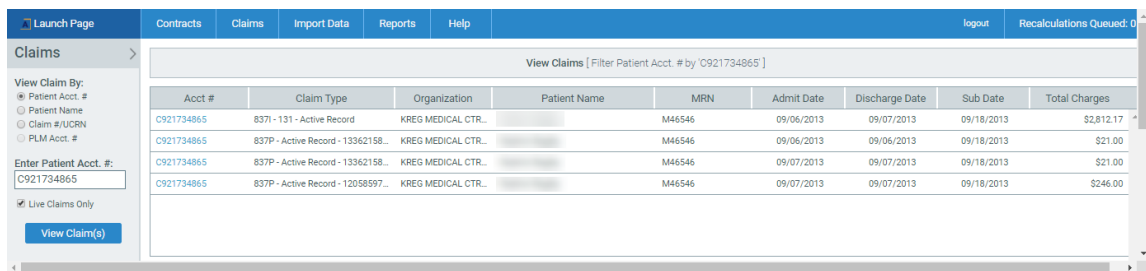 Launch Page Contracts Claims Import Data Reports Help logout Recalculations Queued: 0
Claims
View Claims [ Filter Patient Acct. # by 'C921734865' ]
View Claim By:
Patient Acct. #
Patient Name
Claim #/UCRN
PLM Acct. #
Enter Patient Acct. #:
C921734865
Live Claims Only
View Claim(s)
Acct # Claim Type Organization Patient Name MRN Admit Date Discharge Date Sub Date Total Charges
C921734865 837I - 131 - Active Record KREG MEDICAL CTR... M46546 09/06/2013 09/07/2013 09/18/2013 $2,812.17
C921734865 837P - Active Record - 13362158... KREG MEDICAL CTR... M46546 09/06/2013 09/06/2013 09/18/2013 $21.00
C921734865 837P - Active Record - 13362158... KREG MEDICAL CTR... M46546 09/07/2013 09/07/2013 09/18/2013 $21.00
C921734865 837P - Active Record - 12058597... KREG MEDICAL CTR... M46546 09/07/2013 09/07/2013 09/18/2013 $246.00